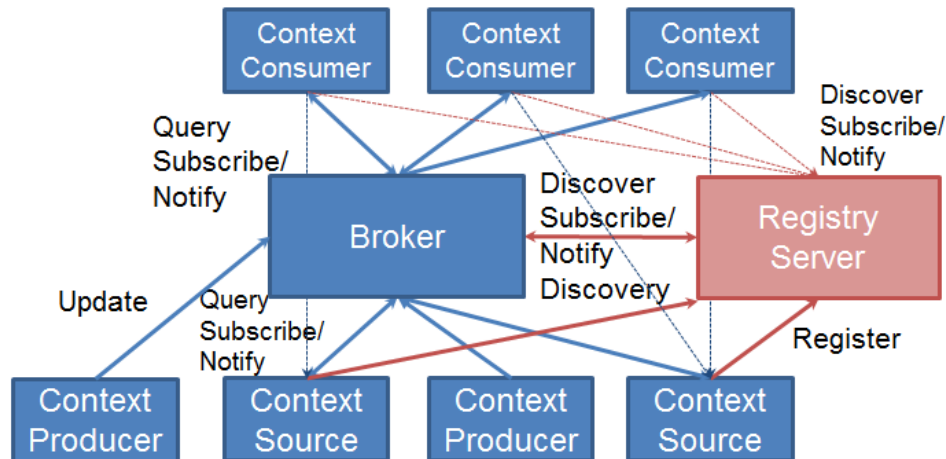 Context
Consumer
Context
Consumer
Context
Consumer
Query
Subscribe/
Notify
Discover
Subscribe/
Notify
Broker
Discover
Subscribe/
Notify
Discovery
Registry
Server
Update
Query
Subscribe/
Notify
Register
Context
Producer
Context
Source
Context
Producer
Context
Source